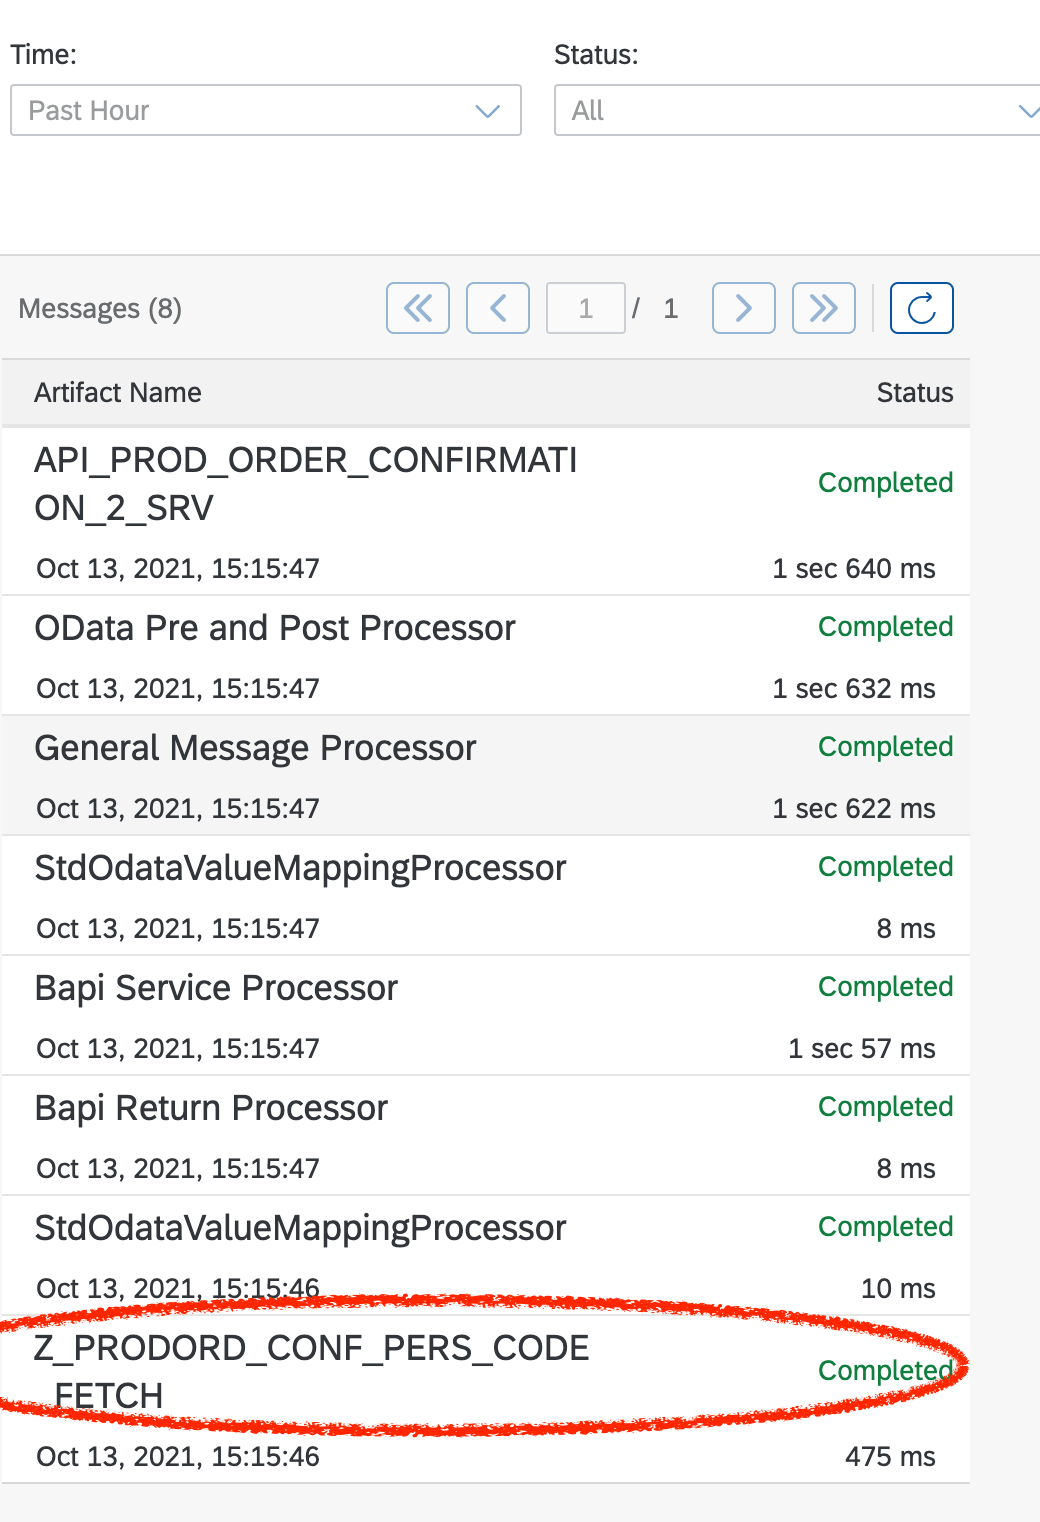 Time:
Status:
Past Hour
All
Messages (8)
1 / 1
Artifact Name
Status
API_PROD_ORDER_CONFIRMATI
ON_2_SRV
Completed
Oct 13, 2021, 15:15:47
1 sec 640 ms
OData Pre and Post Processor
Completed
Oct 13, 2021, 15:15:47
1 sec 632 ms
General Message Processor
Completed
Oct 13, 2021, 15:15:47
1 sec 622 ms
StdOdataValueMappingProcessor
Completed
Oct 13, 2021, 15:15:47
8 ms
Bapi Service Processor
Completed
Oct 13, 2021, 15:15:47
1 sec 57 ms
Bapi Return Processor
Completed
Oct 13, 2021, 15:15:47
8 ms
StdOdataValueMappingProcessor
Completed
Oct 13, 2021, 15:15:46
10 ms
Z_PRODORD_CONF_PERS_CODE
_FETCH
Completed
Oct 13, 2021, 15:15:46
475 ms